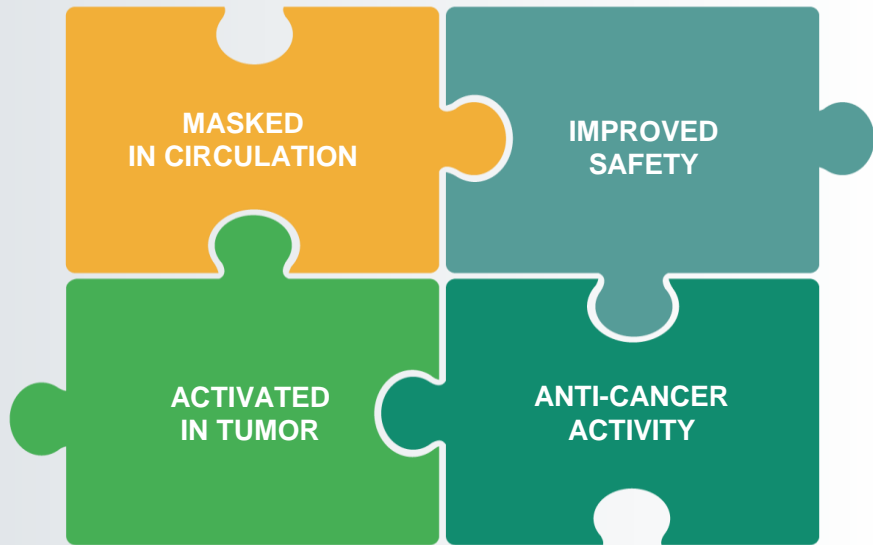 MASKED
IN CIRCULATION
IMPROVED
SAFETY
ACTIVATED
IN TUMOR
ANTI-CANCER
ACTIVITY